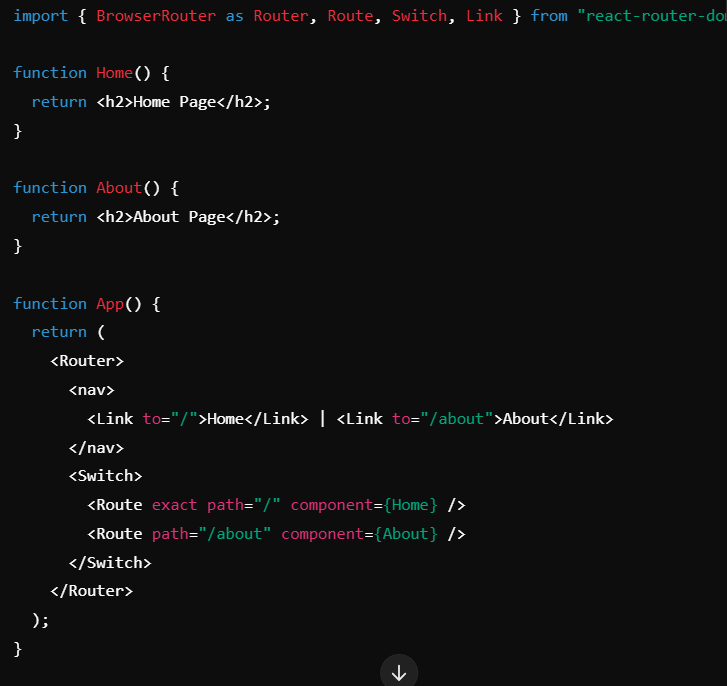 import { BrowserRouter as Router, Route, Switch, Link } from "react-router-do
function Home() {
  return <h2>Home Page</h2>;
}
function About() {
  return <h2>About Page</h2>;
}
function App() {
  return (
    <Router>
      <nav>
        <Link to="/">Home</Link> | <Link to="/about">About</Link>
      </nav>
      <Switch>
        <Route exact path="/" component={Home} />
        <Route path="/about" component={About} />
      </Switch>
    </Router>
  );
}